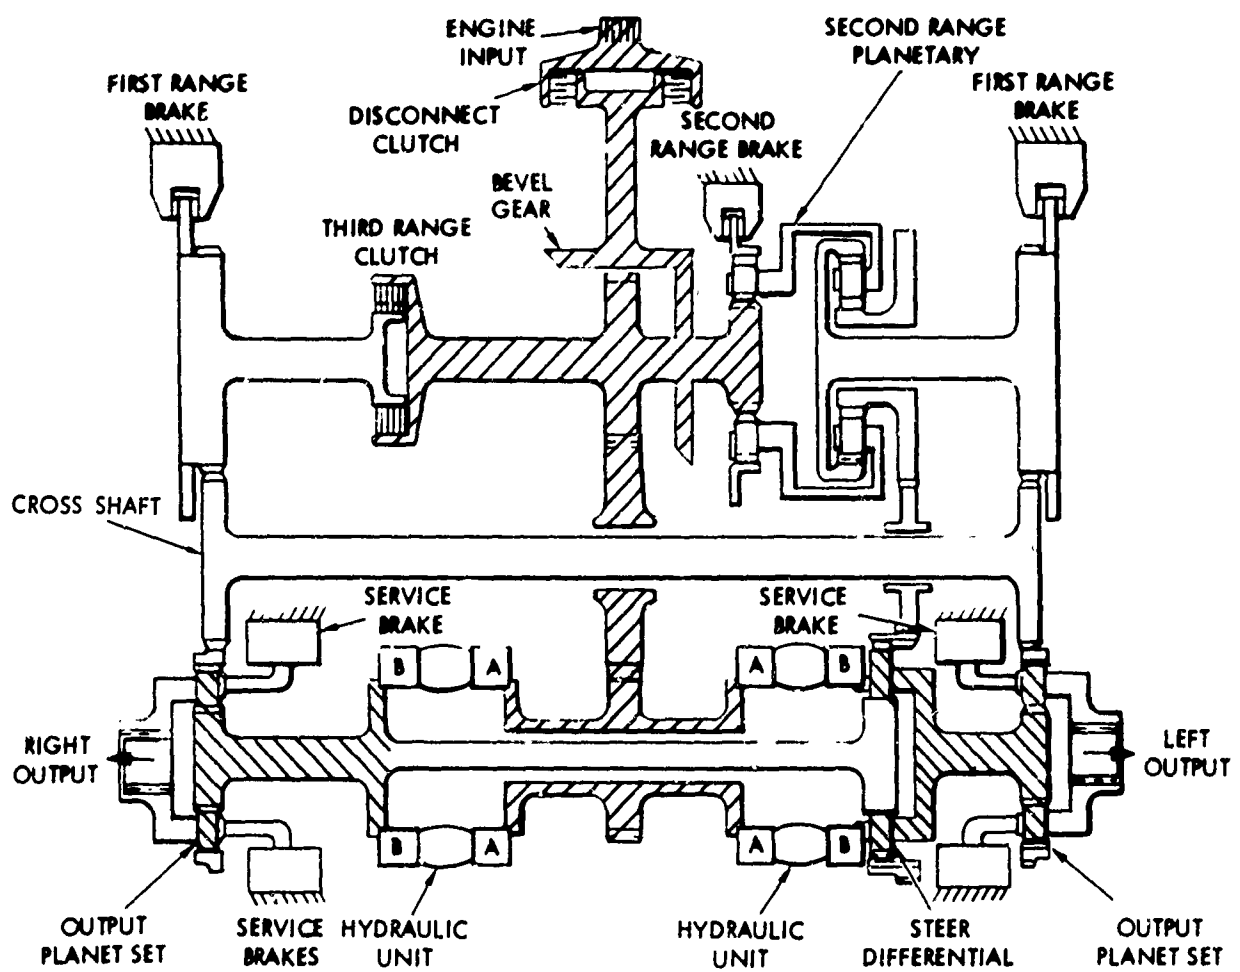 ENGINE
INPUT
SECOND RANGE
PLANETARY
FIRST RANGE
BRAKE
FIRST RANGE
BRAKE
DISCONNECT
CLUTCH
SECOND
RANGE BRAKE
BEVEL
GEAR
THIRD RANGE
CLUTCH
CROSS SHAFT
SERVICE
BRAKE
SERVICE
BRAKE
B
A
A
B
RIGHT
OUTPUT
LEFT
OUTPUT
B
A
A
B
OUTPUT
PLANET SET
SERVICE
BRAKES
HYDRAULIC
UNIT
HYDRAULIC
UNIT
STEER
DIFFERENTIAL
OUTPUT
PLANET SET